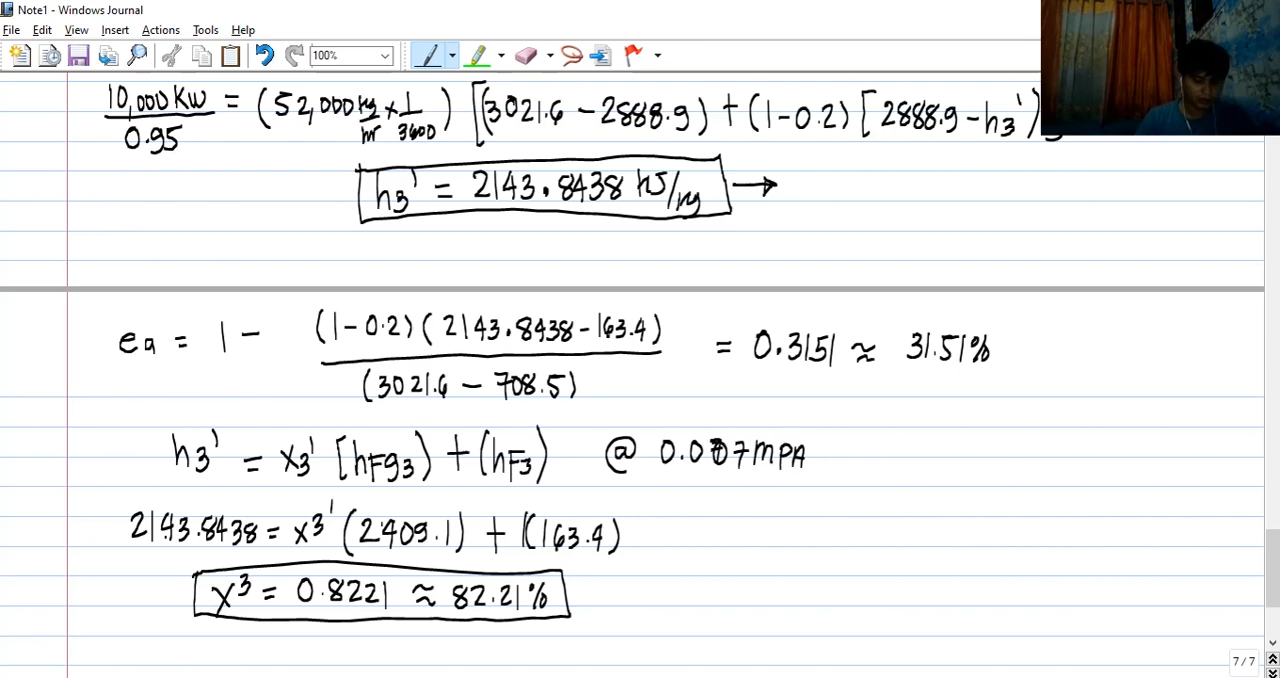 Note1 - Windows Journal
File Edit View Insert Actions Tools Help
100%
10,000 KW / 0.95 = (52,000 kg/hr x 1/3600) [(3021.6 - 2888.9) + (1-0.2) [2888.9 - h3')
h3' = 2143.8438 kJ/kg →
ea = 1 - (1-0.2)(2143.8438-163.4) / (3021.6 - 708.5) = 0.3151 ≈ 31.51%
h3' = x3' [hFg3) + (hF3) @ 0.007mPA
2143.8438 = x3' (2409.1) + (163.4)
x3 = 0.8221 ≈ 82.21%
7 / 7